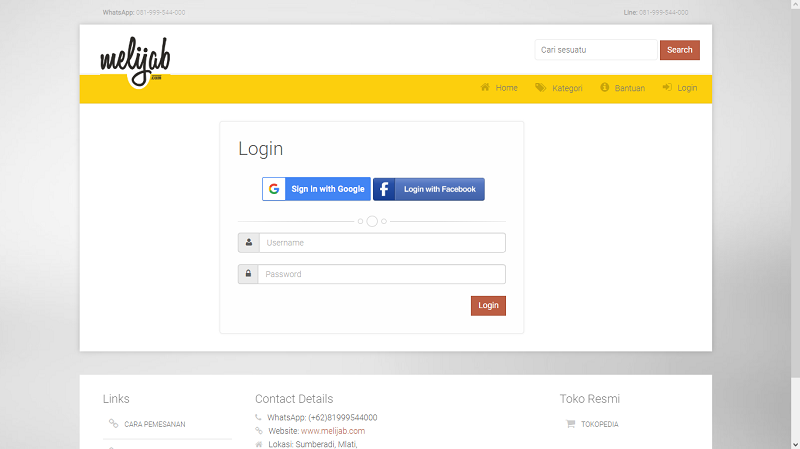 WhatsApp: 081-999-544-000
Line: 081-999-544-000
melijab
.com
Cari sesuatu
Search
Home
Kategori
Bantuan
Login
Login
G Sign in with Google
f Login with Facebook
Username
Password
Login
Links
CARA PEMESANAN
Contact Details
WhatsApp: (+62)81999544000
Website: www.melijab.com
Lokasi: Sumberadi, Mlati,
Toko Resmi
TOKOPEDIA